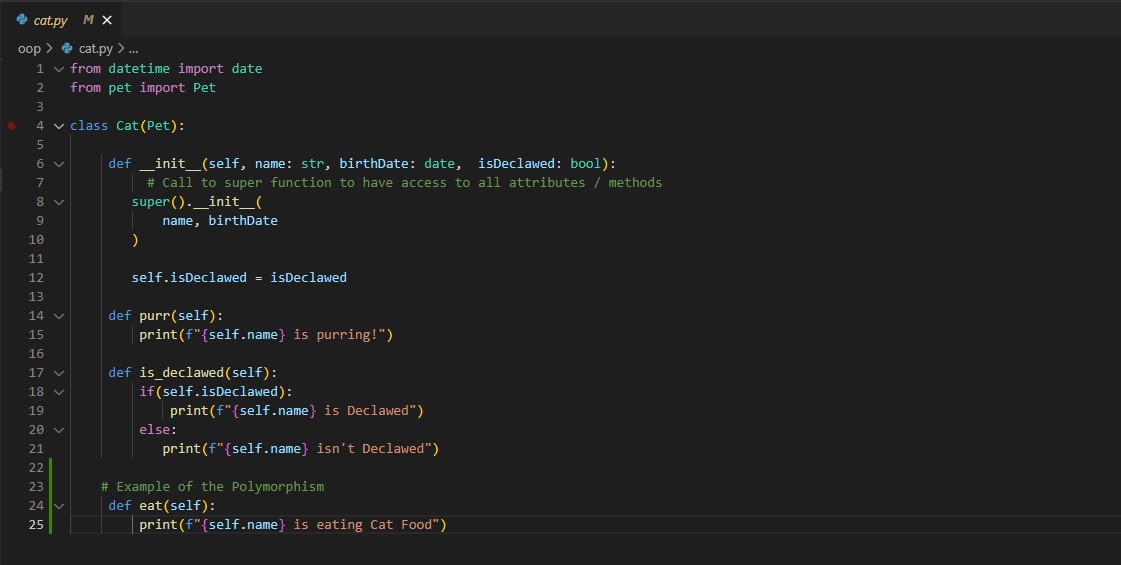 cat.py M ×
oop > cat.py > ...
1 from datetime import date
2 from pet import Pet
3
4 class Cat(Pet):
5
6      def __init__(self, name: str, birthDate: date,  isDeclawed: bool):
7           # Call to super function to have access to all attributes / methods
8         super().__init__(
9             name, birthDate
10         )
11
12         self.isDeclawed = isDeclawed
13
14      def purr(self):
15          print(f"{self.name} is purring!")
16
17      def is_declawed(self):
18          if(self.isDeclawed):
19              print(f"{self.name} is Declawed")
20          else:
21             print(f"{self.name} isn't Declawed")
22
23     # Example of the Polymorphism
24      def eat(self):
25          print(f"{self.name} is eating Cat Food")